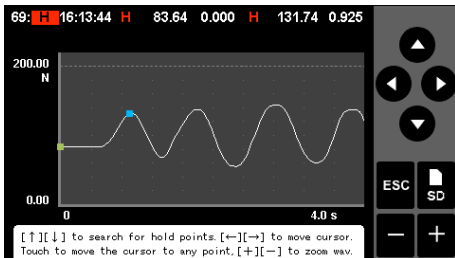 69: H 16:13:44 H 83.64 0.000 H 131.74 0.925
200.00
N
0.00
0 4.0 s
ESC
SD
[↑][↓] to search for hold points.[←][→] to move cursor.
Touch to move the cursor to any point,[+][-] to zoom wav.
- +